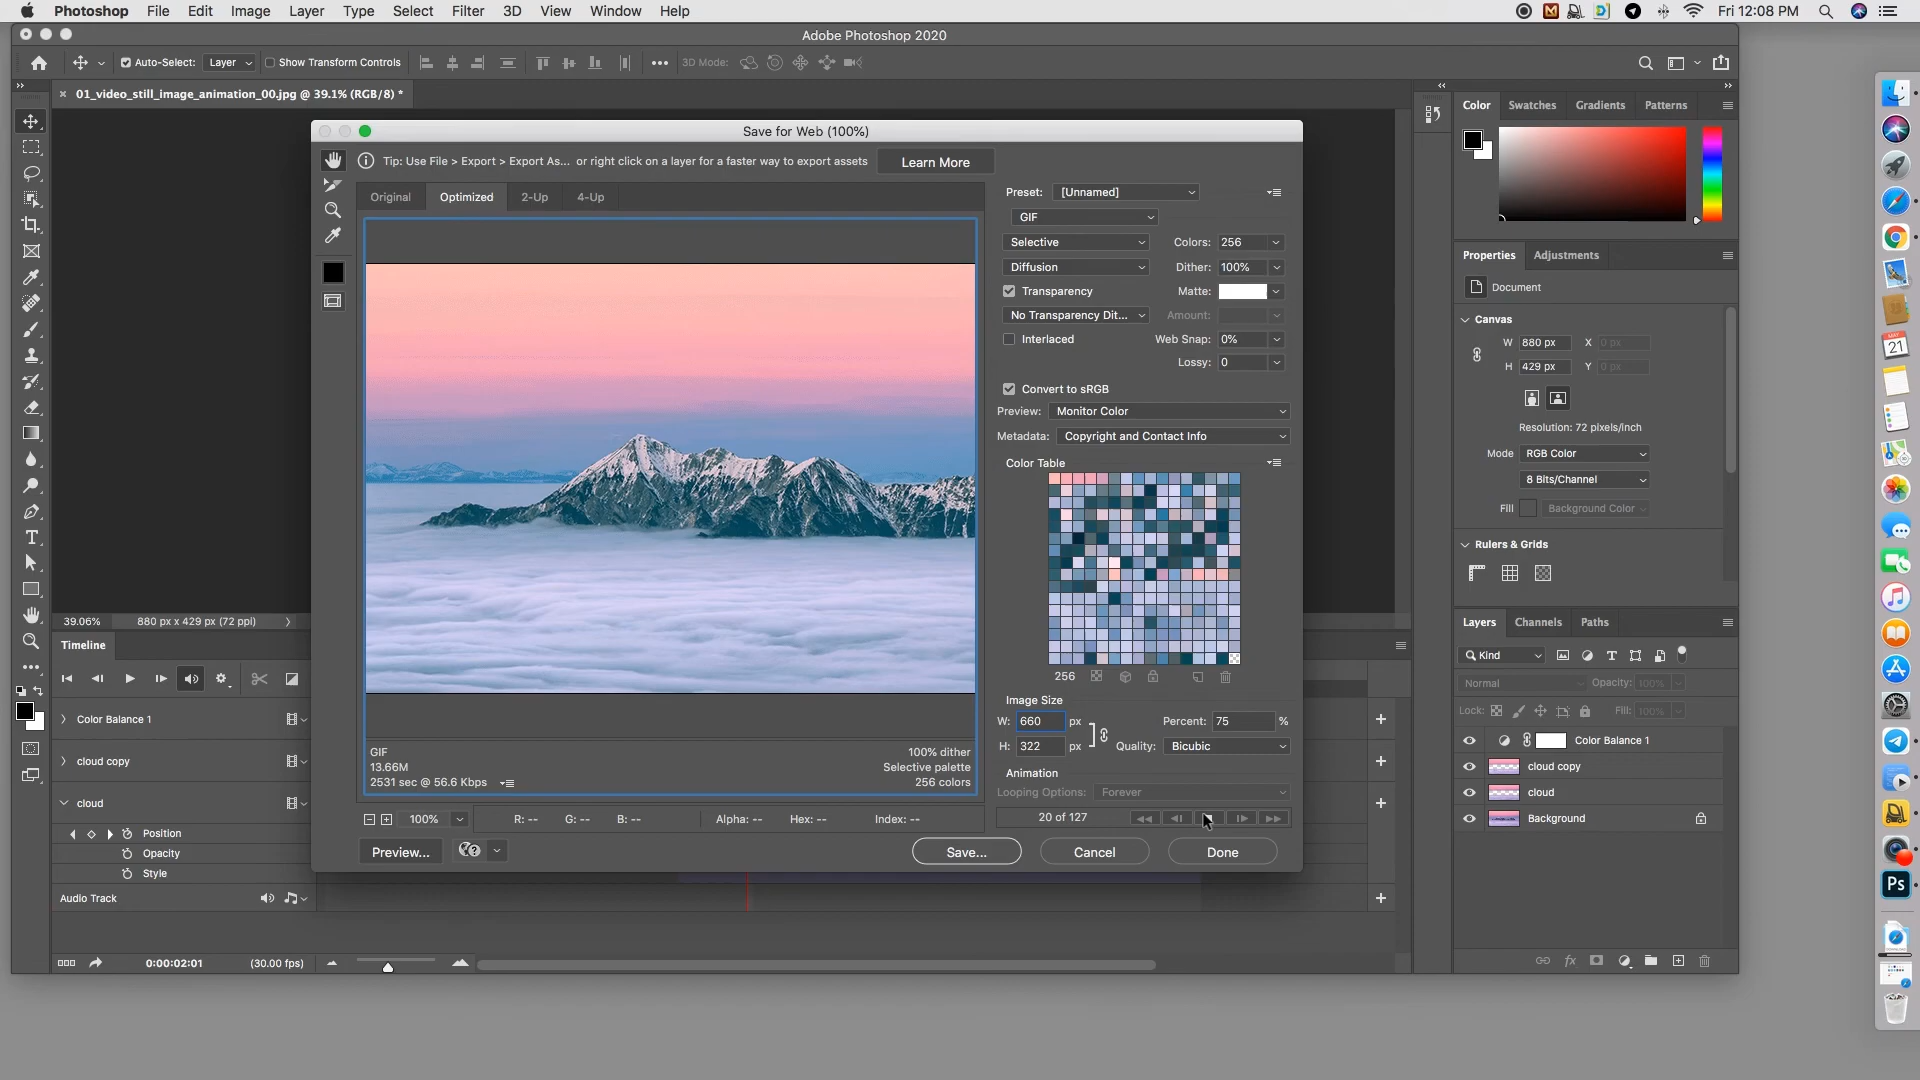 Photoshop File Edit Image Layer Type Select Filter 3D View Window Help Fri 12:08 PM
Adobe Photoshop 2020
Auto-Select: Layer Show Transform Controls 3D Mode:
01_video_still_image_animation_00.jpg @ 39.1% (RGB/8) *
Save for Web (100%)
Tip: Use File > Export > Export As... or right click on a layer for a faster way to export assets Learn More
Original Optimized 2-Up 4-Up
Preset: [Unnamed]
GIF
Selective Colors: 256
Diffusion Dither: 100%
Transparency Matte:
No Transparency Dit... Amount:
Interlaced Web Snap: 0%
Lossy: 0
Convert to sRGB
Preview: Monitor Color
Metadata: Copyright and Contact Info
Color Table
256
Image Size
W: 660 px Percent: 75 %
H: 322 px Quality: Bicubic
Animation
Looping Options: Forever
20 of 127
GIF 100% dither
13.66M Selective palette
2531 sec @ 56.6 Kbps 256 colors
100% R: -- G: -- B: -- Alpha: -- Hex: -- Index: --
Preview... Save... Cancel Done
39.06% 880 px x 429 px (72 ppi)
Timeline
Color Balance 1
cloud copy
cloud
Position
Opacity
Style
Audio Track
0:00:02:01 (30.00 fps)
Color Swatches Gradients Patterns
Properties Adjustments
Document
Canvas
W 880 px X 0 px
H 429 px Y 0 px
Resolution: 72 pixels/inch
Mode RGB Color
8 Bits/Channel
Fill Background Color
Rulers & Grids
Layers Channels Paths
Kind
Normal Opacity: 100%
Lock: Fill: 100%
Color Balance 1
cloud copy
cloud
Background
MAY
21
Ps